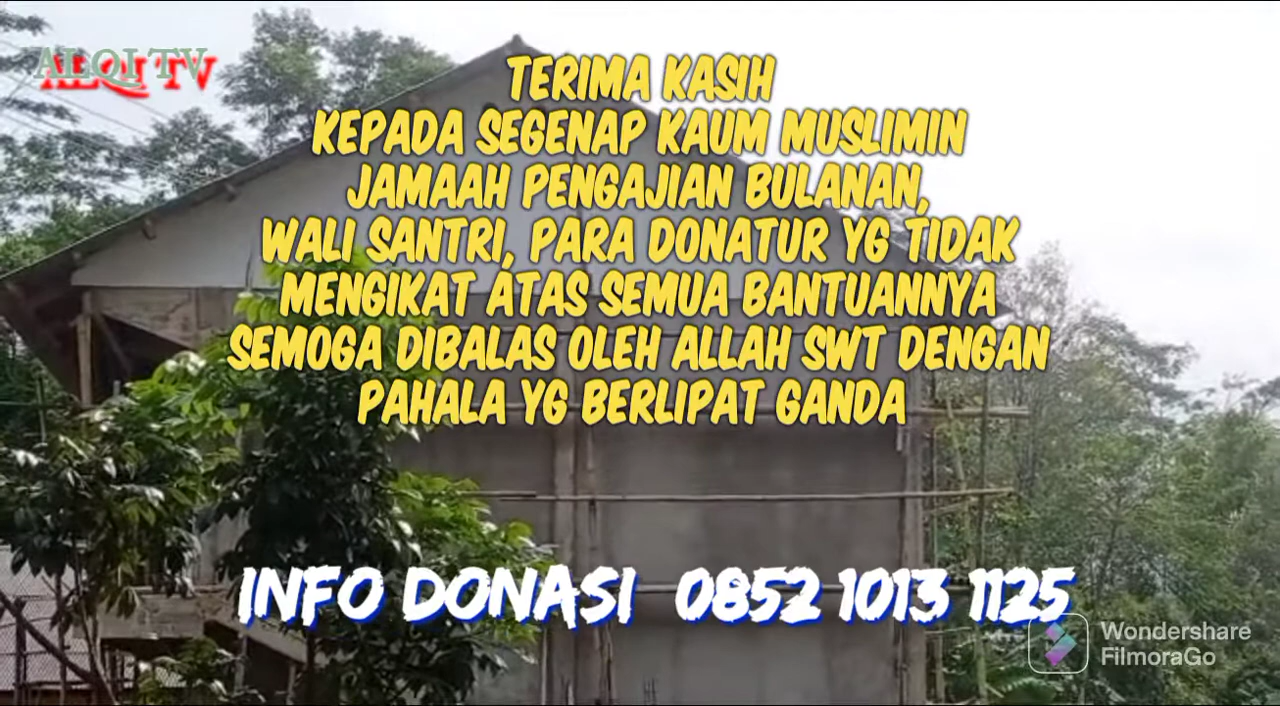 ALQI TV
TERIMA KASIH
KEPADA SEGENAP KAUM MUSLIMIN
JAMAAH PENGAJIAN BULANAN,
WALI SANTRI, PARA DONATUR YG TIDAK
MENGIKAT ATAS SEMUA BANTUANNYA
SEMOGA DIBALAS OLEH ALLAH SWT DENGAN
PAHALA YG BERLIPAT GANDA
INFO DONASI 0852 1013 1125
Wondershare
FilmoraGo